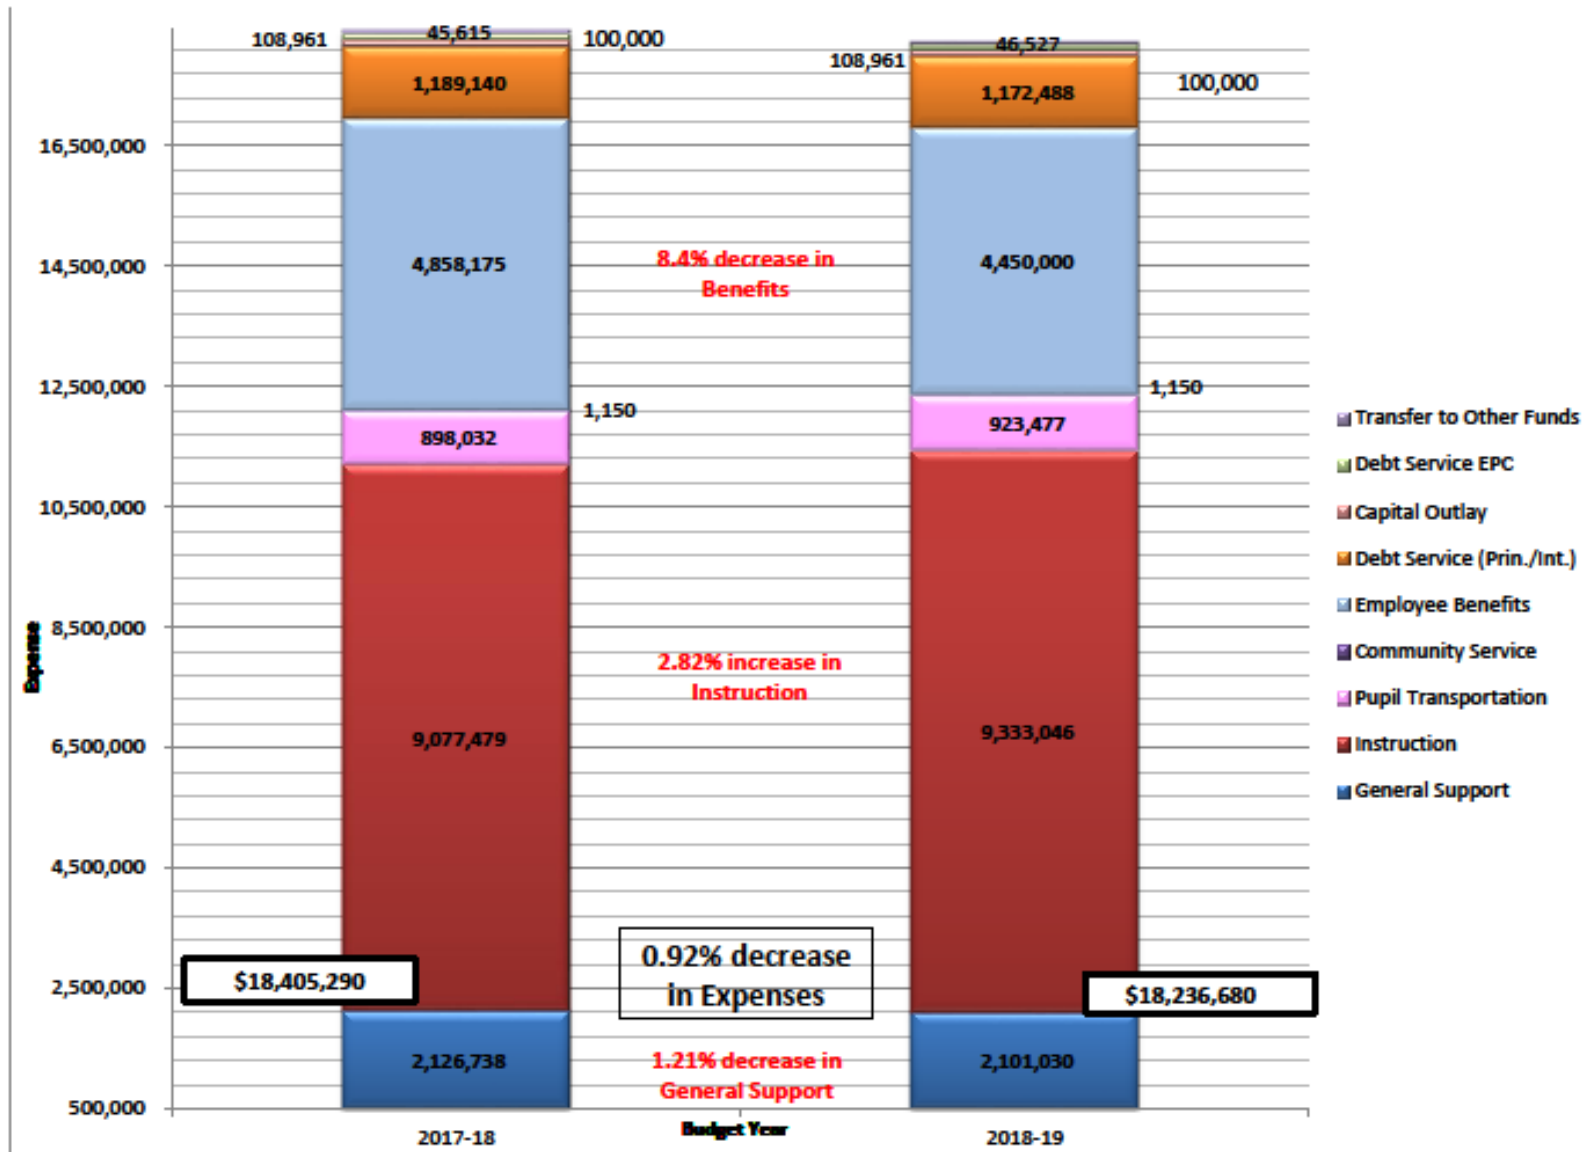 108,961
45,615
100,000
108,961
46,527
1,189,140
1,172,488
100,000
16,500,000
4,858,175
8.4% decrease in
Benefits
4,450,000
14,500,000
12,500,000
1,150
1,150
898,032
923,477
10,500,000
8,500,000
Expense
2.82% increase in
Instruction
9,077,479
9,333,046
6,500,000
4,500,000
0.92% decrease
in Expenses
$18,405,290
$18,236,680
2,500,000
2,126,738
1.21% decrease in
General Support
2,101,030
500,000
2017-18
Budget Year
2018-19
Transfer to Other Funds
Debt Service EPC
Capital Outlay
Debt Service (Prin./Int.)
Employee Benefits
Community Service
Pupil Transportation
Instruction
General Support